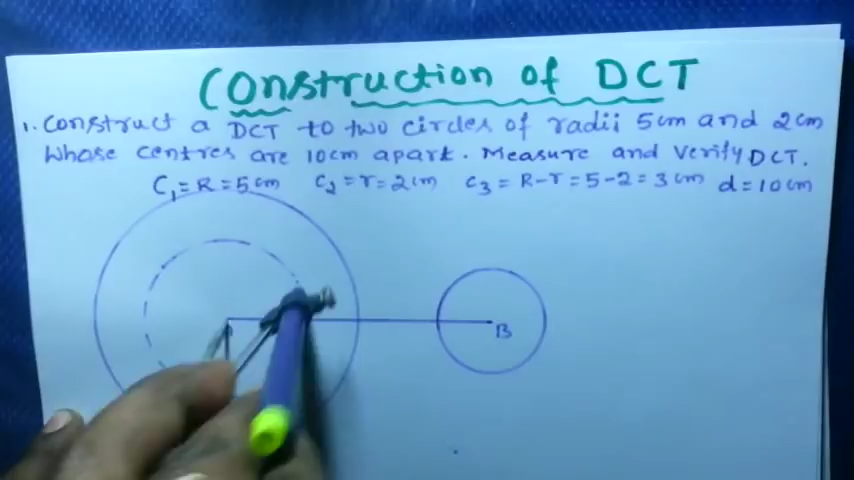 Construction of DCT
1. Construct a DCT to two circles of radii 5cm and 2cm
Whose centres are 10cm apart. Measure and Verify DCT.
C₁=R=5cm C₂=r=2cm C₃=R-r=5-2=3cm d=10cm
B